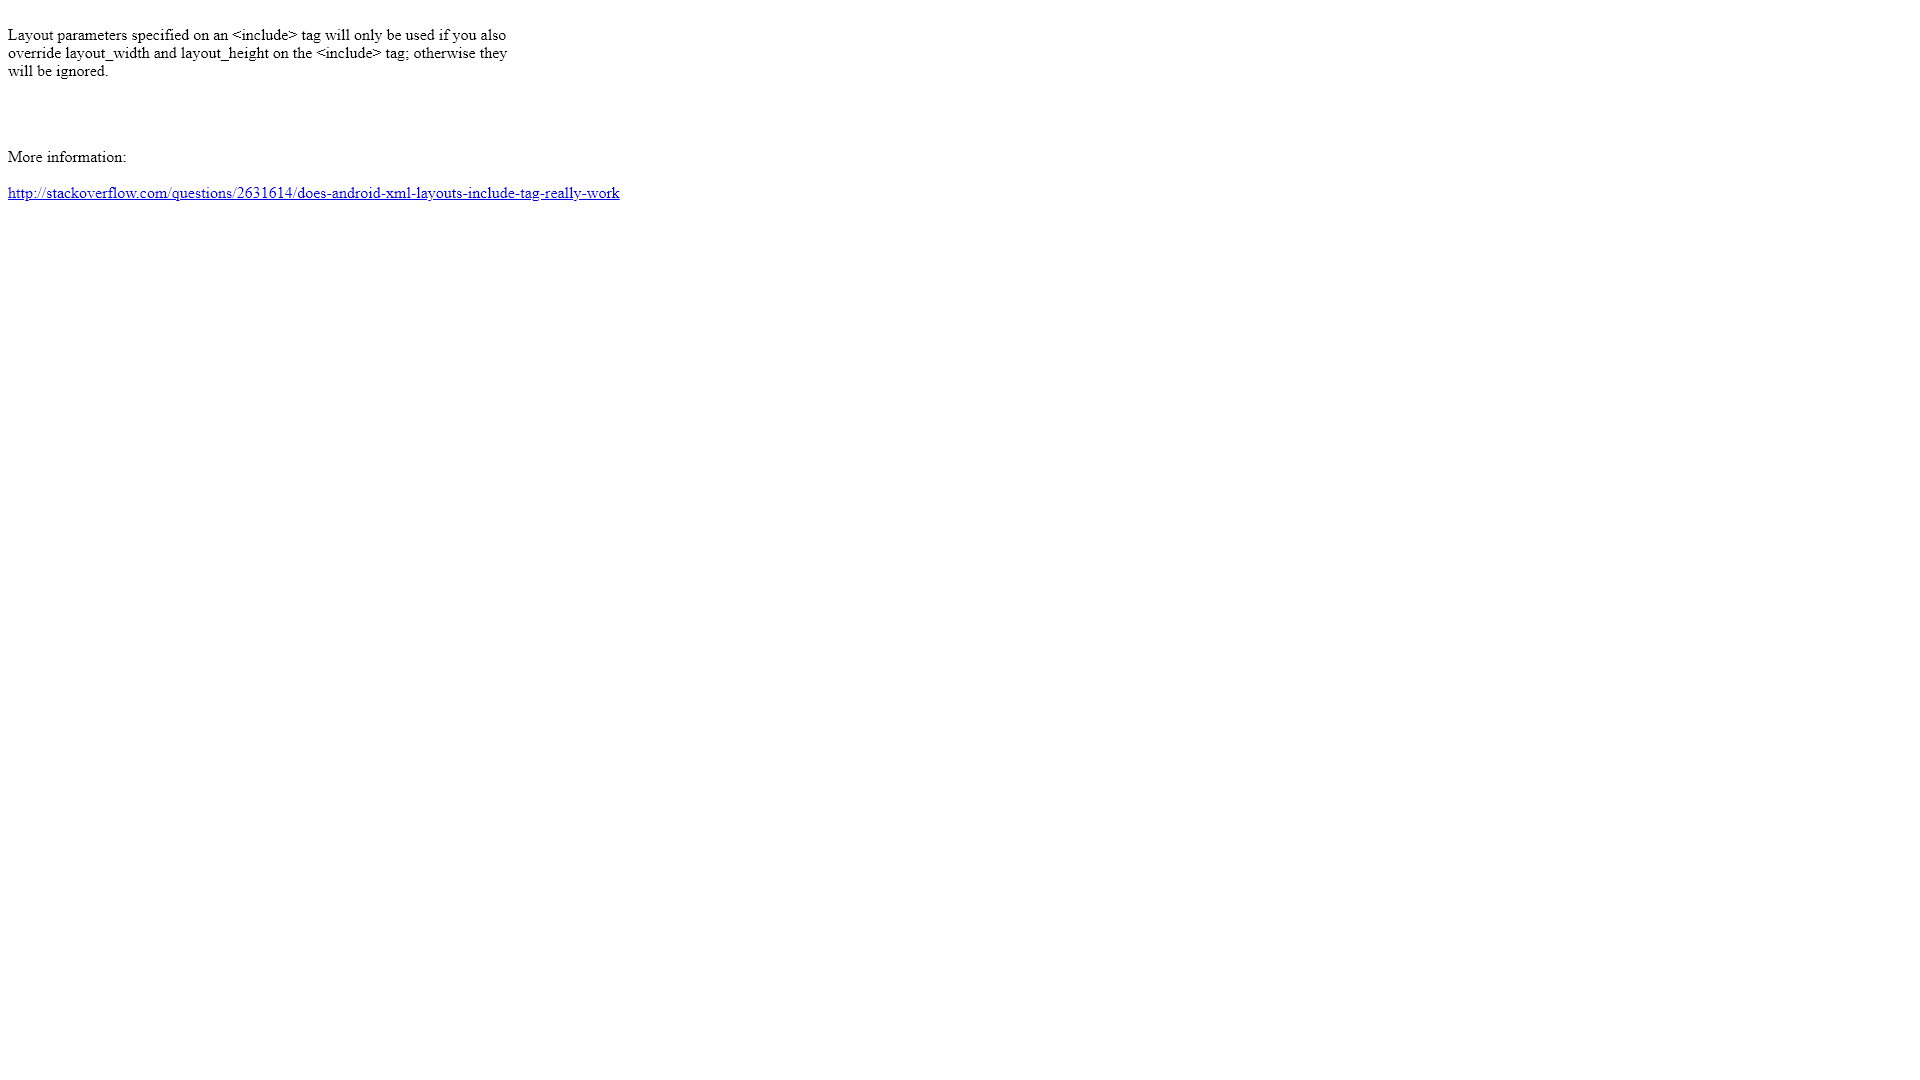 Layout parameters specified on an <include> tag will only be used if you also
override layout_width and layout_height on the <include> tag; otherwise they
will be ignored.
More information:
http://stackoverflow.com/questions/2631614/does-android-xml-layouts-include-tag-really-work